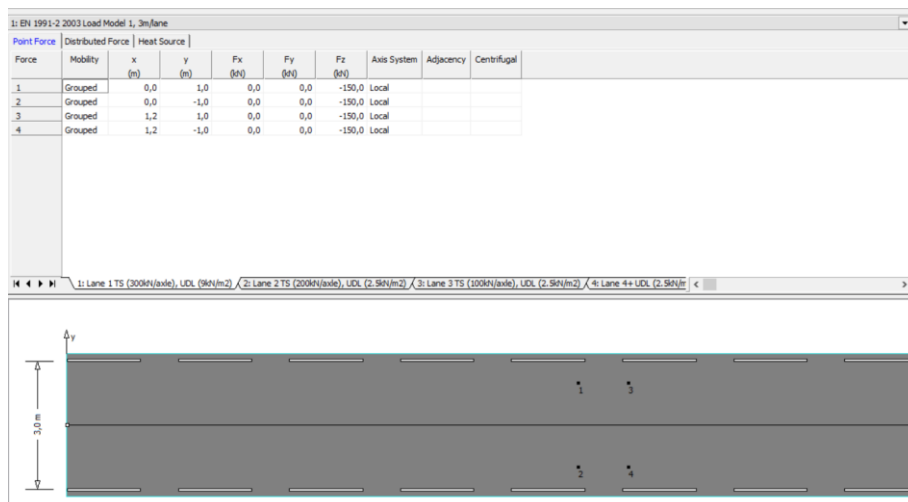 1: EN 1991-2 2003 Load Model 1, 3m/lane
Point Force Distributed Force Heat Source
Force Mobility x y Fx Fy Fz Axis System Adjacency Centrifugal
(m) (m) (kN) (kN) (kN)
1 Grouped 0,0 1,0 0,0 0,0 -150,0 Local
2 Grouped 0,0 -1,0 0,0 0,0 -150,0 Local
3 Grouped 1,2 1,0 0,0 0,0 -150,0 Local
4 Grouped 1,2 -1,0 0,0 0,0 -150,0 Local
1: Lane 1 TS (300kN/axle), UDL (9kN/m2) 2: Lane 2 TS (200kN/axle), UDL (2.5kN/m2) 3: Lane 3 TS (100kN/axle), UDL (2.5kN/m2) 4: Lane 4+ UDL (2.5kN/m
y
1 3
3,0 m
2 4